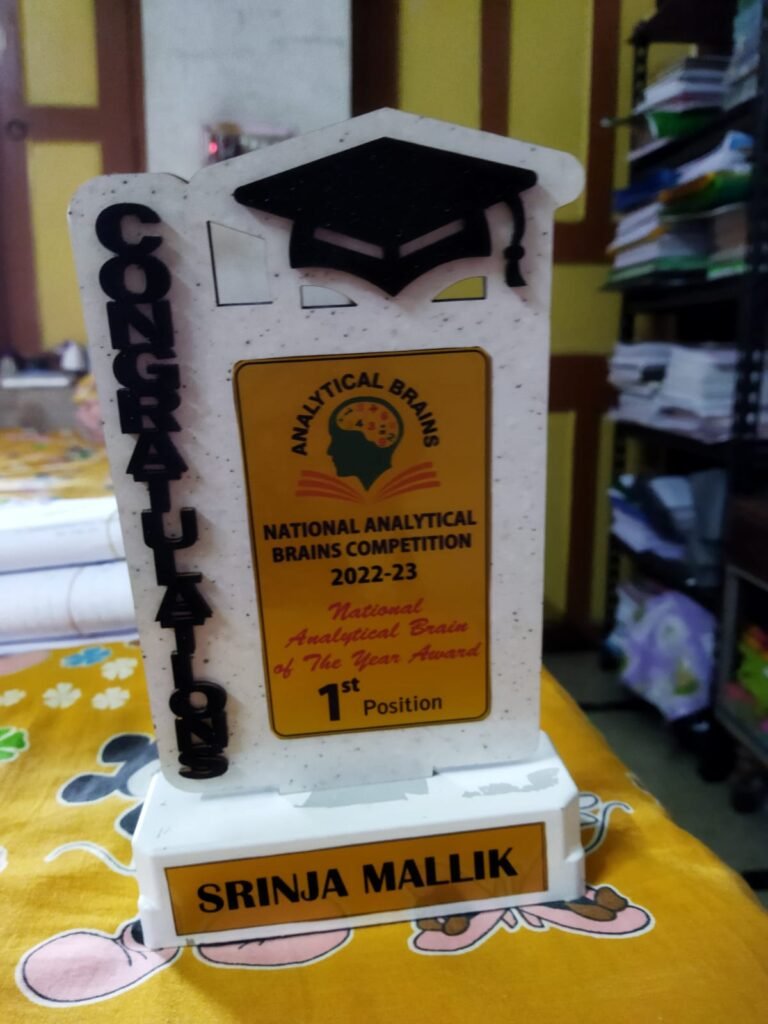 CONGRATULATIONS
ANALYTICAL BRAINS
NATIONAL ANALYTICAL
BRAINS COMPETITION
2022-23
National
Analytical Brain
of The Year Award
1st Position
SRINJA MALLIK